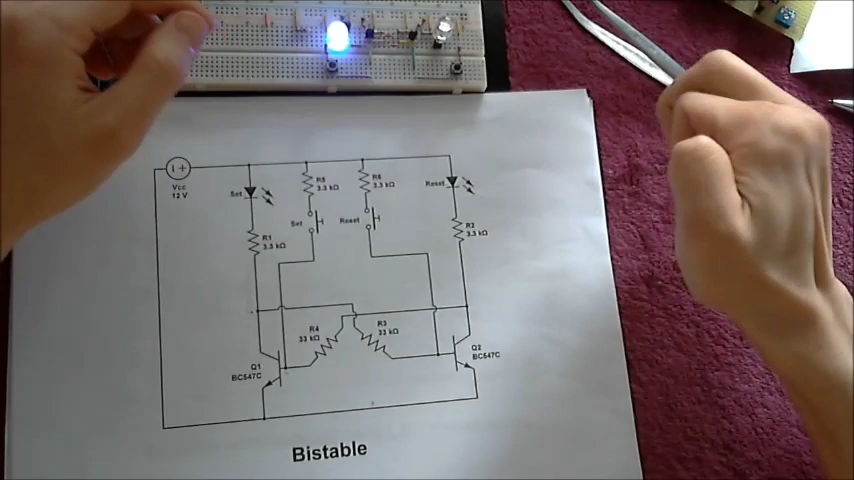 Vcc
12 V
Set
R5
3.3 kΩ
R6
3.3 kΩ
Reset
Set
Reset
R1
3.3 kΩ
R2
3.3 kΩ
R4
33 kΩ
R3
33 kΩ
Q1
BC547C
Q2
BC547C
Bistable